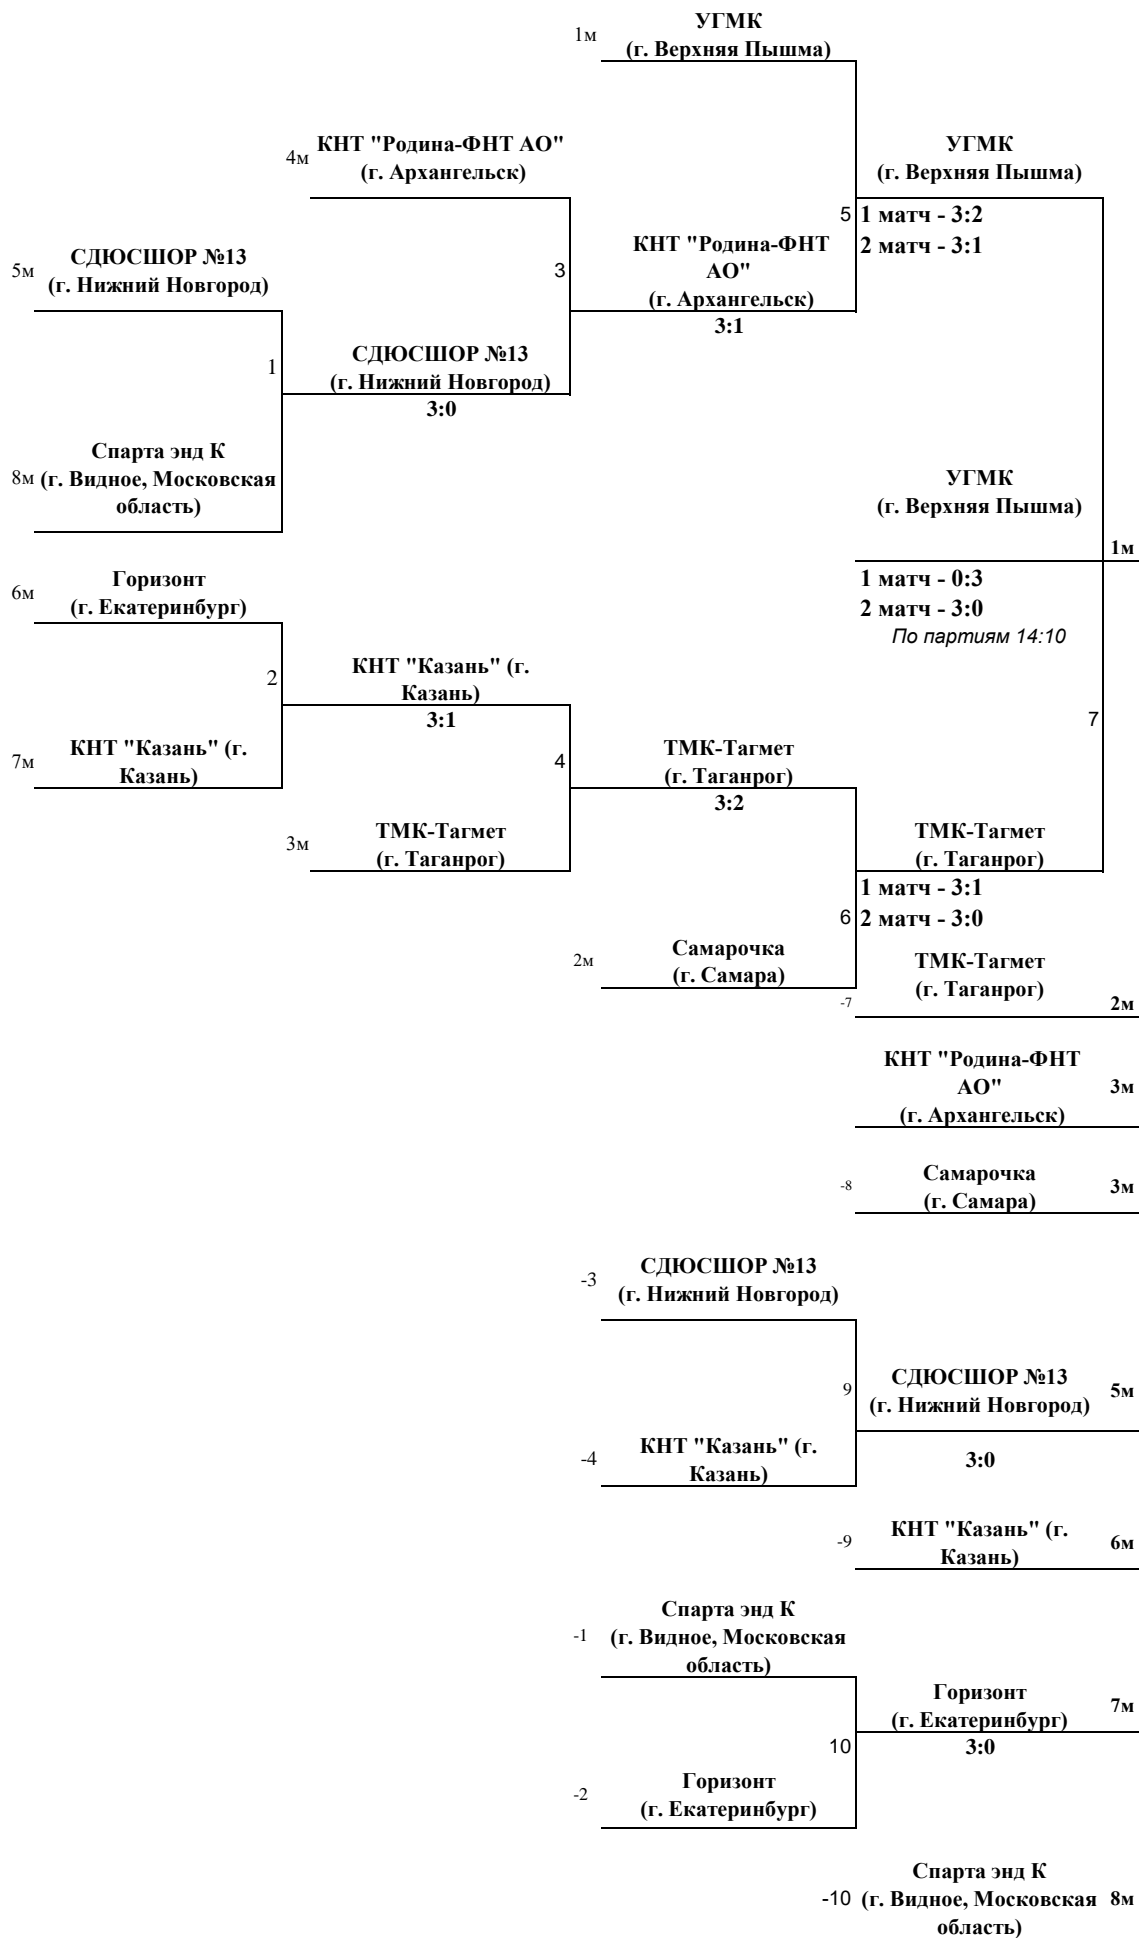 УГМК
1м
(г. Верхняя Пышма)
КНТ "Родина-ФНТ АО"
4м
(г. Архангельск)
УГМК
(г. Верхняя Пышма)
5
1 матч - 3:2
2 матч - 3:1
СДЮСШОР №13
5м
(г. Нижний Новгород)
3
КНТ "Родина-ФНТ
АО"
(г. Архангельск)
3:1
1
СДЮСШОР №13
(г. Нижний Новгород)
3:0
Спарта энд К
8м
(г. Видное, Московская
область)
УГМК
(г. Верхняя Пышма)
1м
1 матч - 0:3
2 матч - 3:0
По партиям 14:10
6м
Горизонт
(г. Екатеринбург)
2
КНТ "Казань" (г.
Казань)
3:1
7
7м
КНТ "Казань" (г.
Казань)
4
ТМК-Тагмет
(г. Таганрог)
3:2
3м
ТМК-Тагмет
(г. Таганрог)
ТМК-Тагмет
(г. Таганрог)
6
1 матч - 3:1
2 матч - 3:0
2м
Самарочка
(г. Самара)
ТМК-Тагмет
(г. Таганрог)
-7
2м
КНТ "Родина-ФНТ
АО"
3м
(г. Архангельск)
-8
Самарочка
3м
(г. Самара)
-3
СДЮСШОР №13
(г. Нижний Новгород)
9
СДЮСШОР №13
5м
(г. Нижний Новгород)
3:0
-4
КНТ "Казань" (г.
Казань)
-9
КНТ "Казань" (г.
6м
Казань)
Спарта энд К
-1
(г. Видное, Московская
область)
Горизонт
7м
(г. Екатеринбург)
10
3:0
-2
Горизонт
(г. Екатеринбург)
Спарта энд К
-10
(г. Видное, Московская
8м
область)